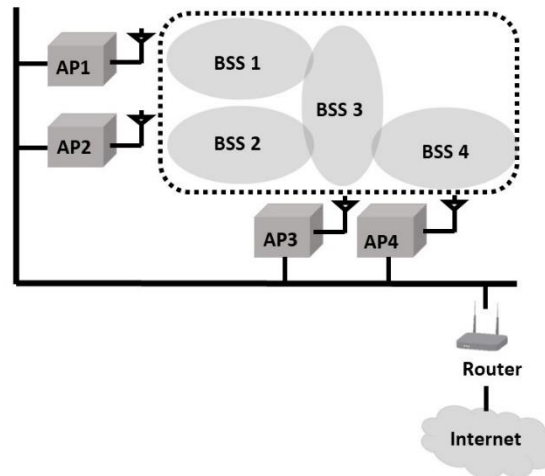 AP1
BSS 1
BSS 3
AP2
BSS 2
BSS 4
AP3
AP4
Router
Internet